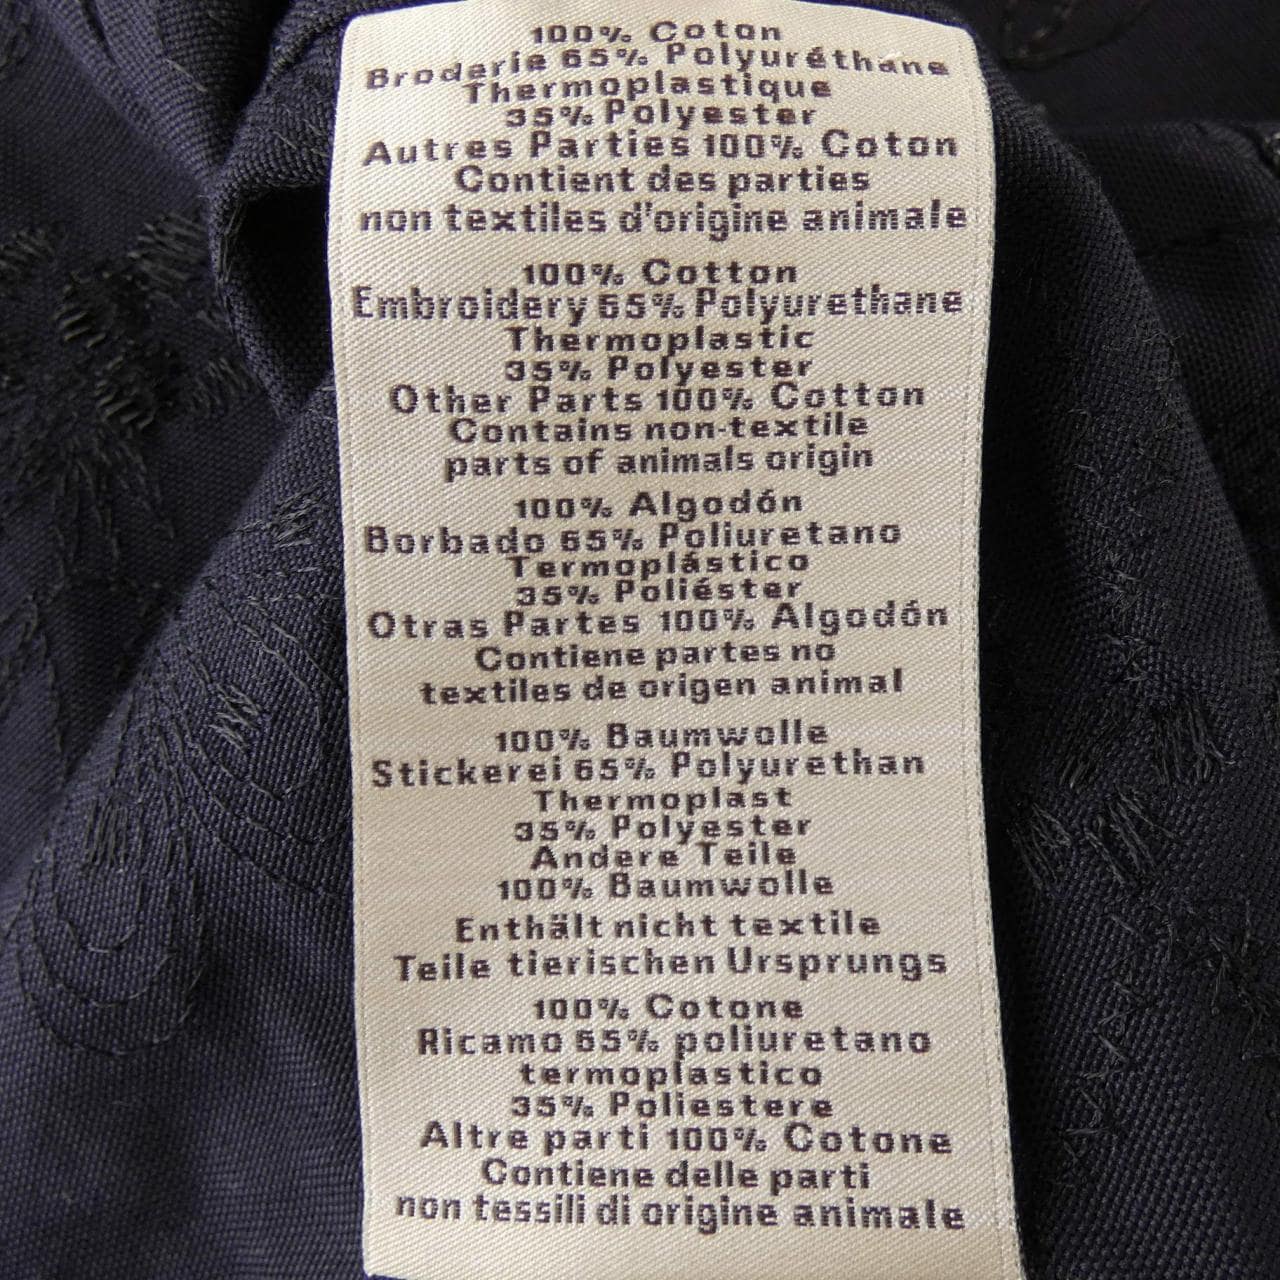 100% Coton
Broderie 65% Polyuréthane
Thermoplastique
35% Polyester
Autres Parties 100% Coton
Contient des parties
non textiles d'origine animale
100% Cotton
Embroidery 65% Polyurethane
Thermoplastic
35% Polyester
Other Parts 100% Cotton
Contains non-textile
parts of animals origin
100% Algodón
Borbado 65% Poliuretano
Termoplástico
35% Poliéster
Otras Partes 100% Algodón
Contiene partes no
textiles de origen animal
100% Baumwolle
Stickerei 65% Polyurethan
Thermoplast
35% Polyester
Andere Teile
100% Baumwolle
Enthält nicht textile
Teile tierischen Ursprungs
100% Cotone
Ricamo 65% poliuretano
termoplastico
35% Poliestere
Altre parti 100% Cotone
Contiene delle parti
non tessili di origine animale